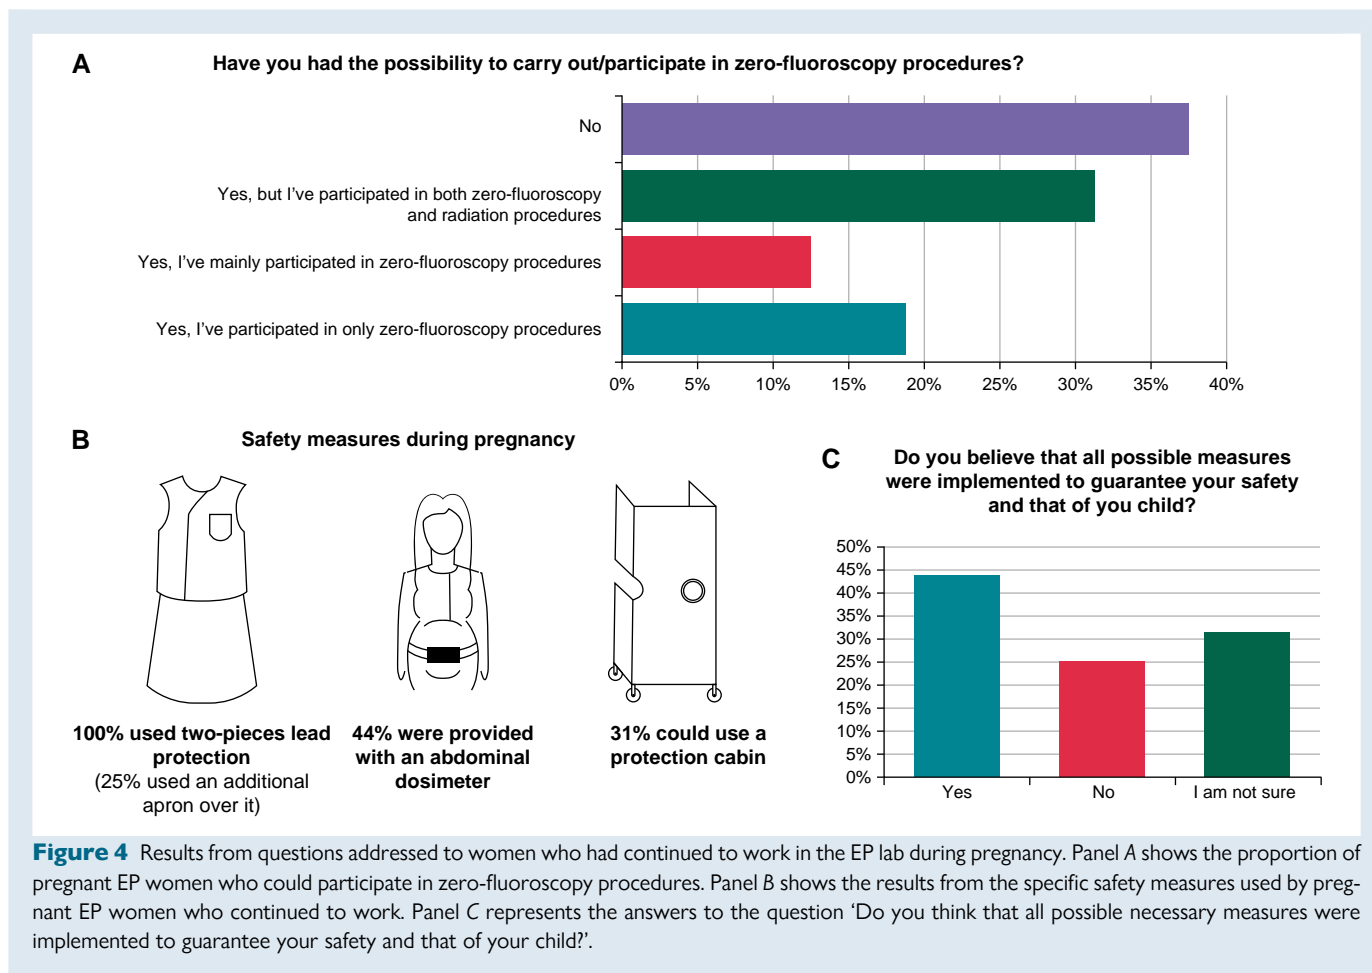 A
Have you had the possibility to carry out/participate in zero-fluoroscopy procedures?
No
Yes, but I’ve participated in both zero-fluoroscopy
and radiation procedures
Yes, I’ve mainly participated in zero-fluoroscopy procedures
Yes, I’ve participated in only zero-fluoroscopy procedures
0% 5% 10% 15% 20% 25% 30% 35% 40%
B
Safety measures during pregnancy
100% used two-pieces lead
protection
(25% used an additional
apron over it)
44% were provided
with an abdominal
dosimeter
31% could use a
protection cabin
C
Do you believe that all possible measures
were implemented to guarantee your safety
and that of you child?
50%
45%
40%
35%
30%
25%
20%
15%
10%
5%
0%
Yes No I am not sure
Figure 4 Results from questions addressed to women who had continued to work in the EP lab during pregnancy. Panel A shows the proportion of
pregnant EP women who could participate in zero-fluoroscopy procedures. Panel B shows the results from the specific safety measures used by preg-
nant EP women who continued to work. Panel C represents the answers to the question ‘Do you think that all possible necessary measures were
implemented to guarantee your safety and that of your child?’.